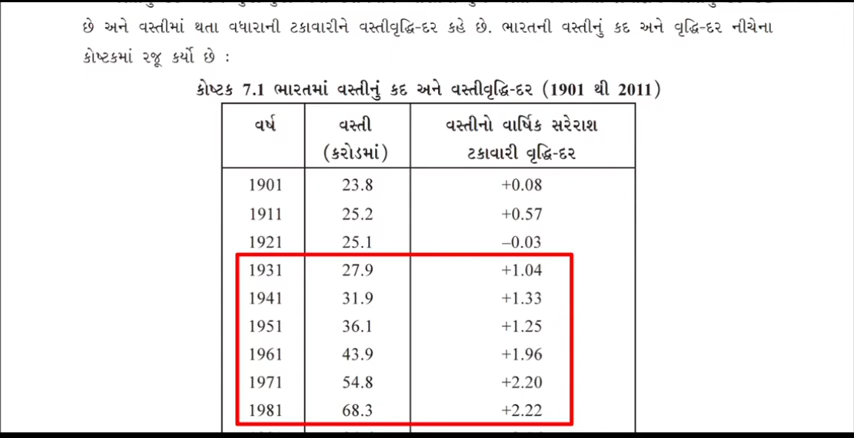 છે અને વસ્તીમાં થતા વધારાની ટકાવારીને વસ્તીવૃદ્ધિ-દર કહે છે. ભારતની વસ્તીનું કદ અને વૃદ્ધિ-દર નીચેના
કોષ્ટકમાં રજૂ કર્યો છે :
કોષ્ટક 7.1 ભારતમાં વસ્તીનું કદ અને વસ્તીવૃદ્ધિ-દર (1901 થી 2011)
વર્ષ વસ્તી વસ્તીનો વાર્ષિક સરેરાશ
(કરોડમાં) ટકાવારી વૃદ્ધિ-દર
1901 23.8 +0.08
1911 25.2 +0.57
1921 25.1 –0.03
1931 27.9 +1.04
1941 31.9 +1.33
1951 36.1 +1.25
1961 43.9 +1.96
1971 54.8 +2.20
1981 68.3 +2.22